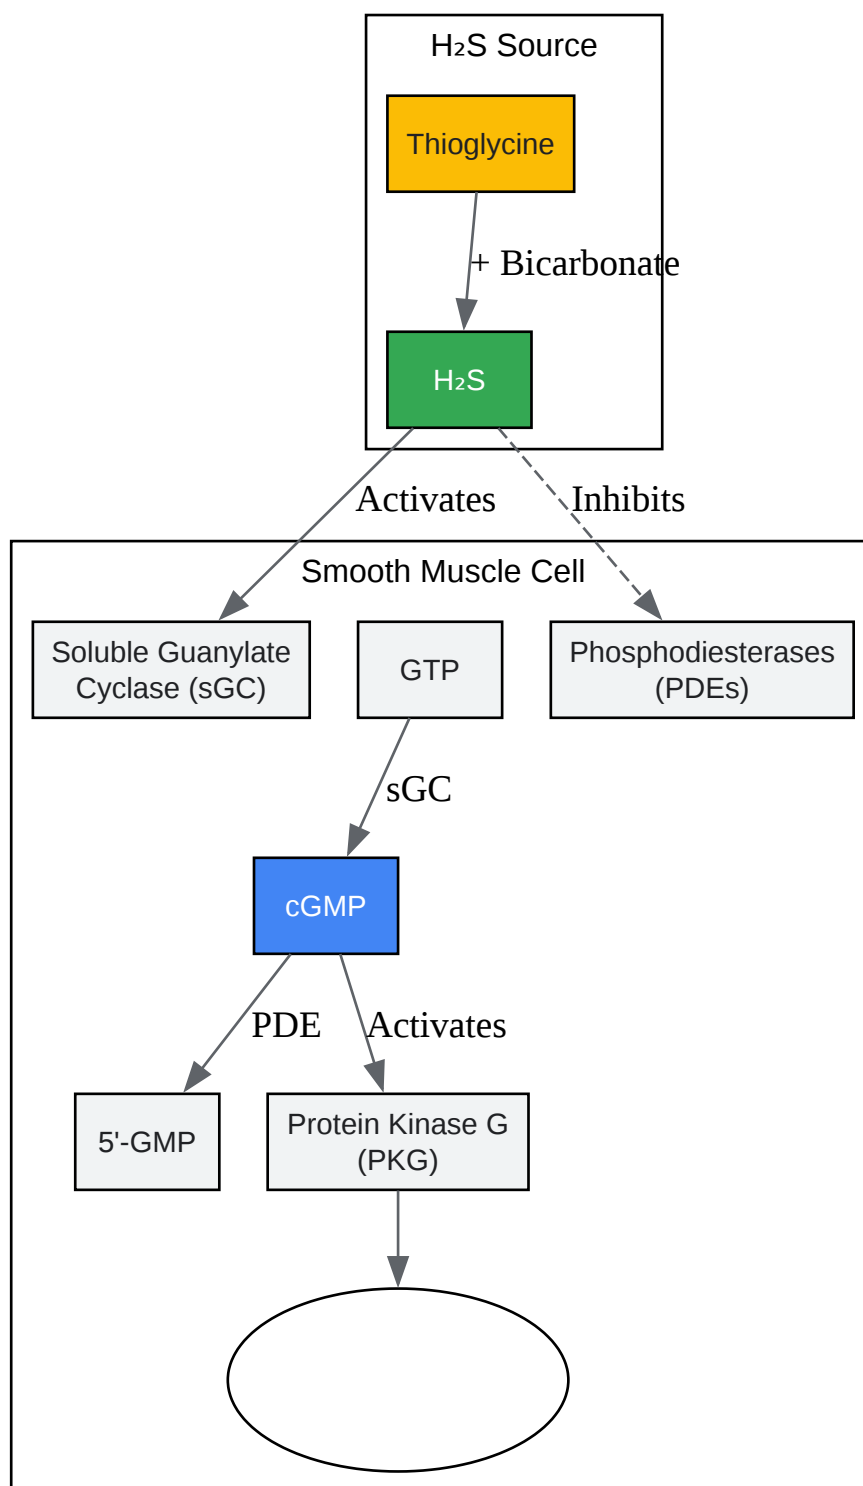 H₂S Source
Thioglycine
+ Bicarbonate
H₂S
Activates
Inhibits
Smooth Muscle Cell
Soluble Guanylate
Cyclase (sGC)
GTP
Phosphodiesterases
(PDEs)
sGC
cGMP
PDE
Activates
5'-GMP
Protein Kinase G
(PKG)